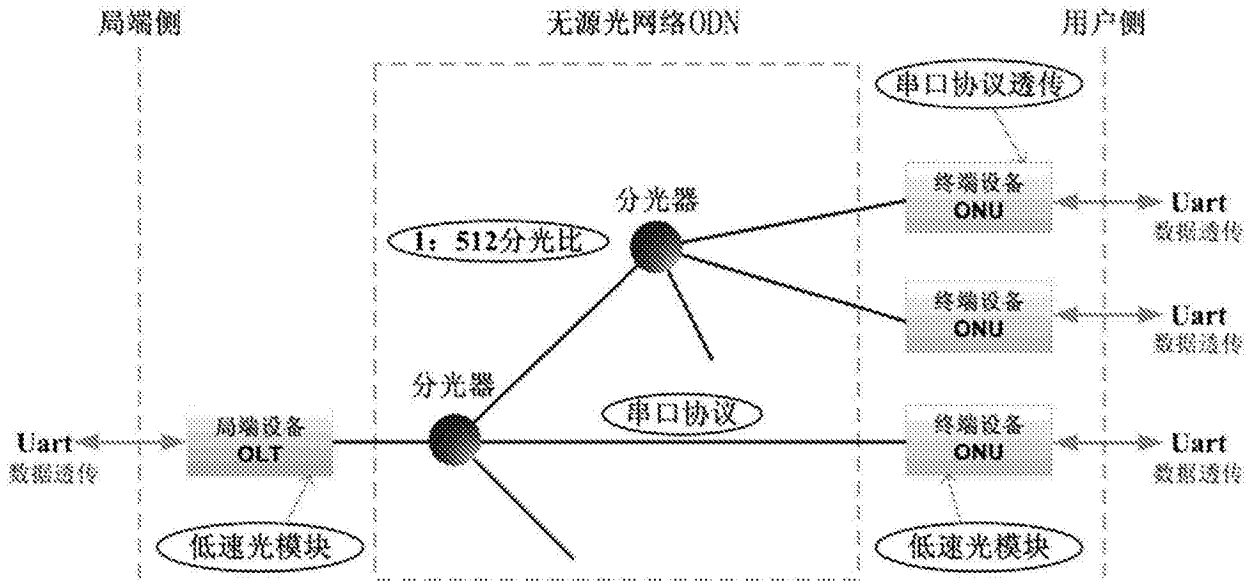 局端侧
无源光网络ODN
用户侧
串口协议透传
终端设备
ONU
Uart
数据透传
分光器
1：512分光比
终端设备
ONU
Uart
数据透传
分光器
串口协议
局端设备
OLT
Uart
数据透传
终端设备
ONU
Uart
数据透传
低速光模块
低速光模块